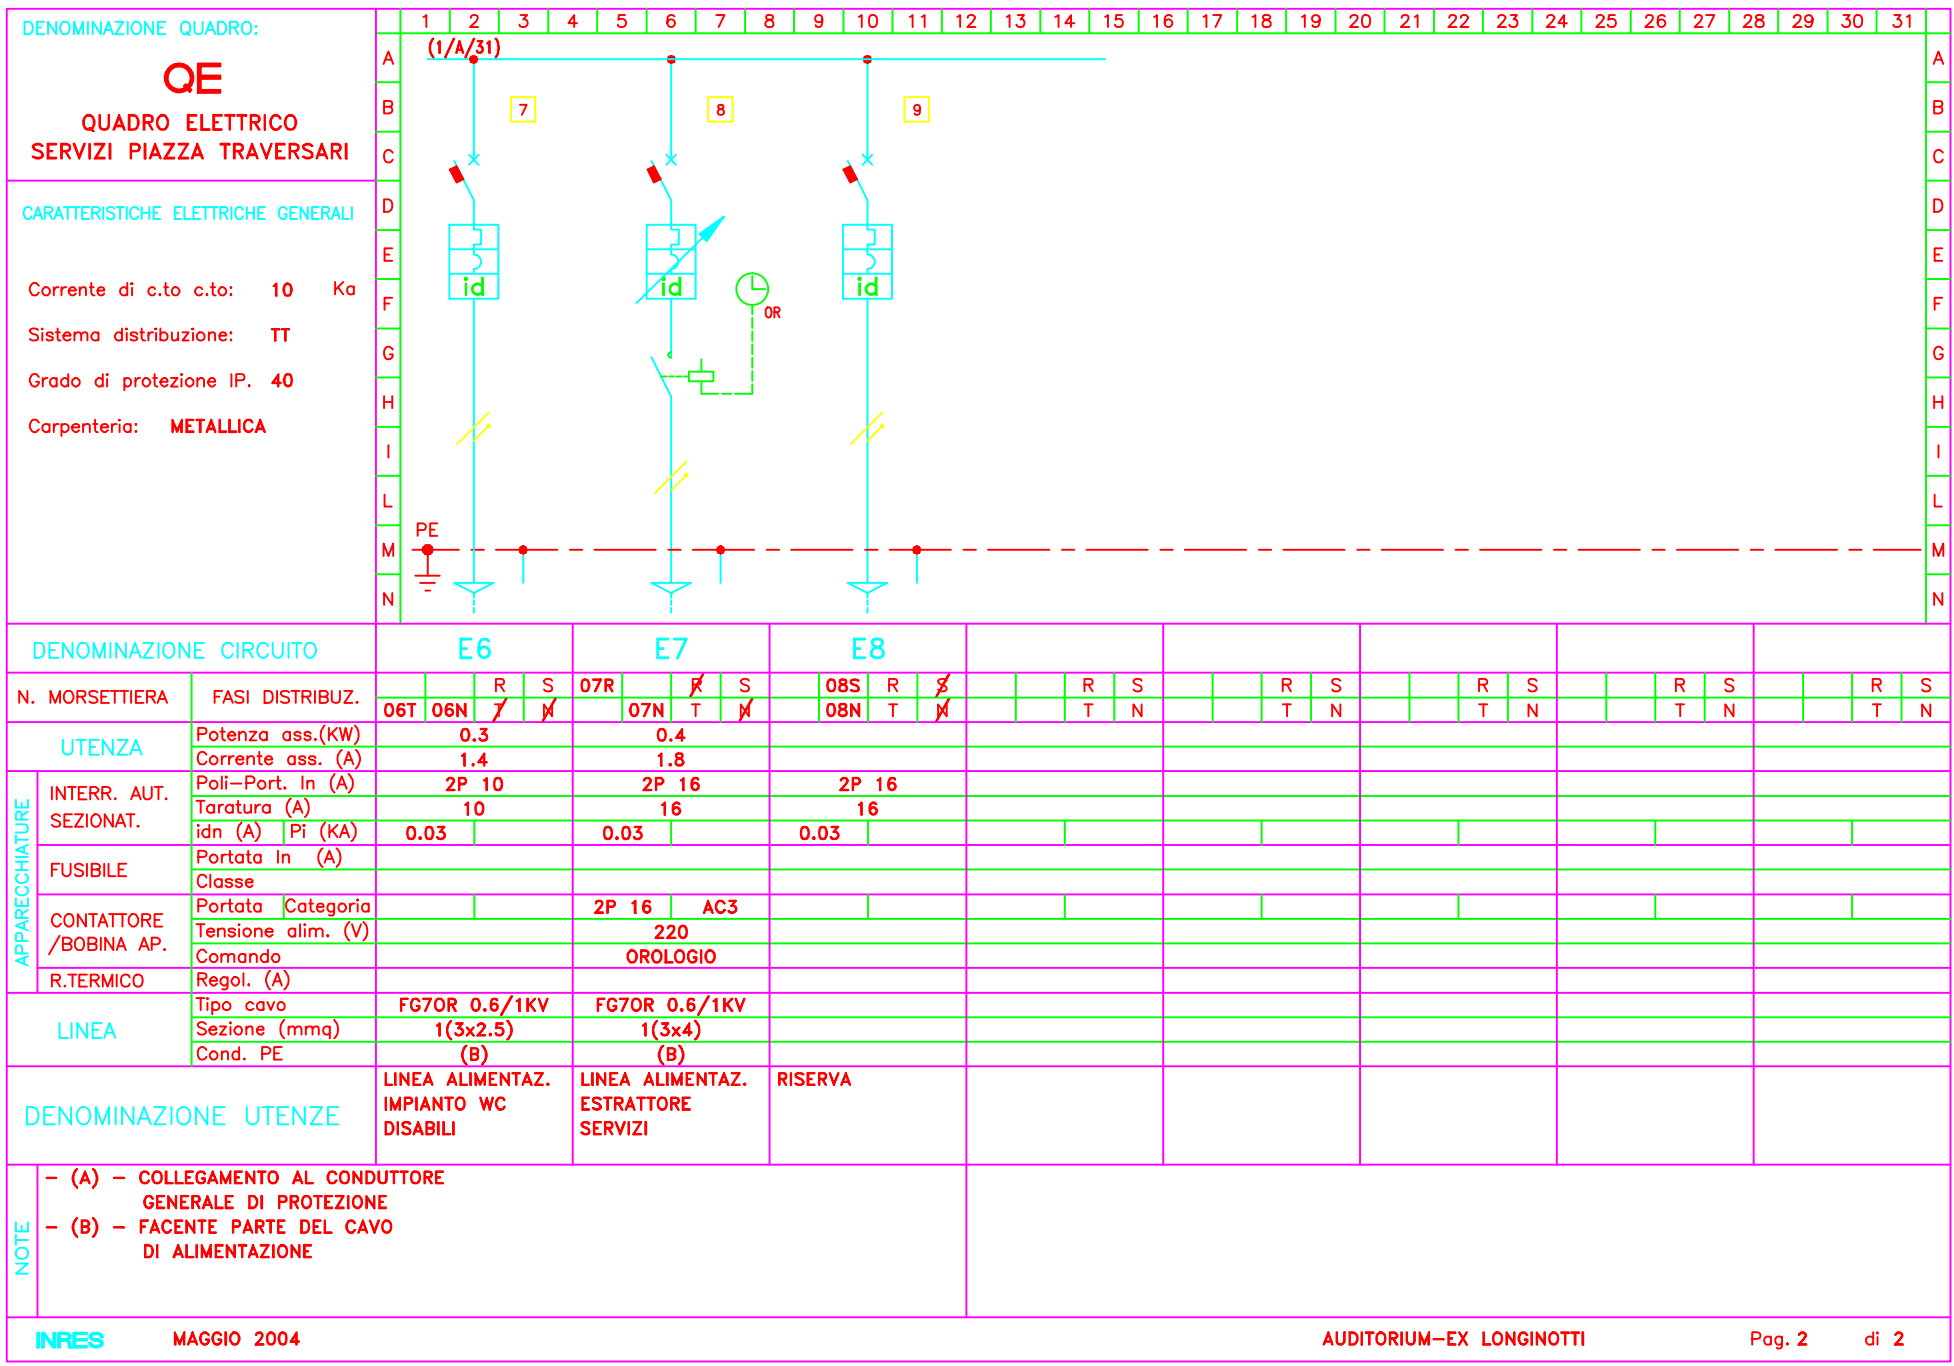 DENOMINAZIONE QUADRO:
QE
QUADRO ELETTRICO
SERVIZI PIAZZA TRAVERSARI
CARATTERISTICHE ELETTRICHE GENERALI
Corrente di c.to c.to: 10 Ka
Sistema distribuzione: TT
Grado di protezione IP. 40
Carpenteria: METALLICA
1 2 3 4 5 6 7 8 9 10 11 12 13 14 15 16 17 18 19 20 21 22 23 24 25 26 27 28 29 30 31
(1/A/31)
A A
B 7 8 9 B
C C
D D
E E
id id id
F OR F
G G
H H
I I
L L
PE
M M
N N
DENOMINAZIONE CIRCUITO E6 E7 E8
N. MORSETTIERA FASI DISTRIBUZ.
R S 07R R S 08S R S R S R S R S R S R S
06T 06N T N 07N T N 08N T N T N T N T N T N T N
UTENZA
Potenza ass.(KW) 0.3 0.4
Corrente ass. (A) 1.4 1.8
APPARECCHIATURE
INTERR. AUT.
SEZIONAT.
Poli-Port. In (A) 2P 10 2P 16 2P 16
Taratura (A) 10 16 16
idn (A) Pi (KA) 0.03 0.03 0.03
FUSIBILE
Portata In (A)
Classe
CONTATTORE
/BOBINA AP.
Portata Categoria 2P 16 AC3
Tensione alim. (V) 220
Comando OROLOGIO
R.TERMICO Regol. (A)
LINEA
Tipo cavo FG7OR 0.6/1KV FG7OR 0.6/1KV
Sezione (mmq) 1(3x2.5) 1(3x4)
Cond. PE (B) (B)
DENOMINAZIONE UTENZE
LINEA ALIMENTAZ.
IMPIANTO WC
DISABILI
LINEA ALIMENTAZ.
ESTRATTORE
SERVIZI
RISERVA
NOTE
- (A) - COLLEGAMENTO AL CONDUTTORE
GENERALE DI PROTEZIONE
- (B) - FACENTE PARTE DEL CAVO
DI ALIMENTAZIONE
INRES MAGGIO 2004 AUDITORIUM-EX LONGINOTTI Pag. 2 di 2